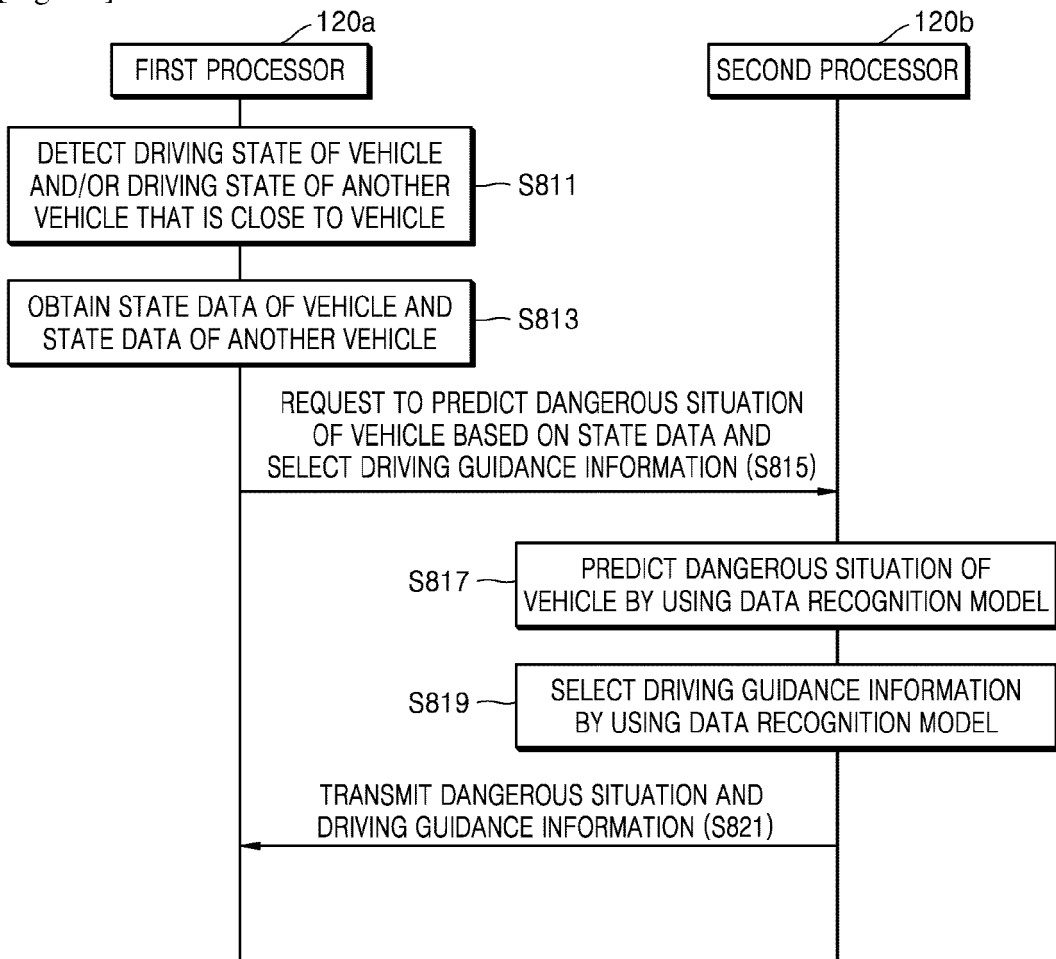 120a
120b
FIRST PROCESSOR
SECOND PROCESSOR
DETECT DRIVING STATE OF VEHICLE
AND/OR DRIVING STATE OF ANOTHER
VEHICLE THAT IS CLOSE TO VEHICLE
S811
OBTAIN STATE DATA OF VEHICLE AND
STATE DATA OF ANOTHER VEHICLE
S813
REQUEST TO PREDICT DANGEROUS SITUATION
OF VEHICLE BASED ON STATE DATA AND
SELECT DRIVING GUIDANCE INFORMATION (S815)
S817
PREDICT DANGEROUS SITUATION OF
VEHICLE BY USING DATA RECOGNITION MODEL
S819
SELECT DRIVING GUIDANCE INFORMATION
BY USING DATA RECOGNITION MODEL
TRANSMIT DANGEROUS SITUATION AND
DRIVING GUIDANCE INFORMATION (S821)